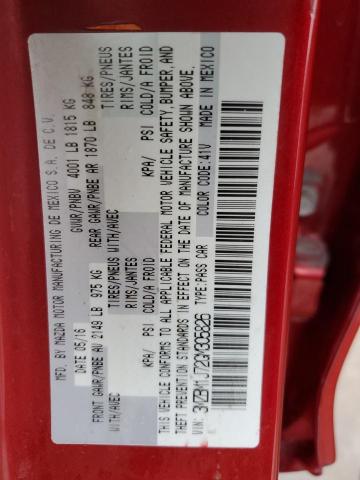 MFD. BY MAZDA MOTOR MANUFACTURING DE MEXICO S.A. DE C.V.
DATE 05/16 GVWR/PNBV 4001 LB 1815 KG
FRONT GAWR/PNBE AV 2149 LB 975 KG REAR GAWR/PNBE AR 1870 LB 848 KG
WITH/AVEC TIRES/PNEUS WITH/AVEC TIRES/PNEUS
RIMS/JANTES RIMS/JANTES
KPA/ PSI COLD/A FROID KPA/ PSI COLD/A FROID
THIS VEHICLE CONFORMS TO ALL APPLICABLE FEDERAL MOTOR VEHICLE SAFETY, BUMPER, AND
THEFT PREVENTION STANDARDS IN EFFECT ON THE DATE OF MANUFACTURE SHOWN ABOVE.
VIN: TYPE:PASS CAR COLOR CODE:41V MADE IN MEXICO